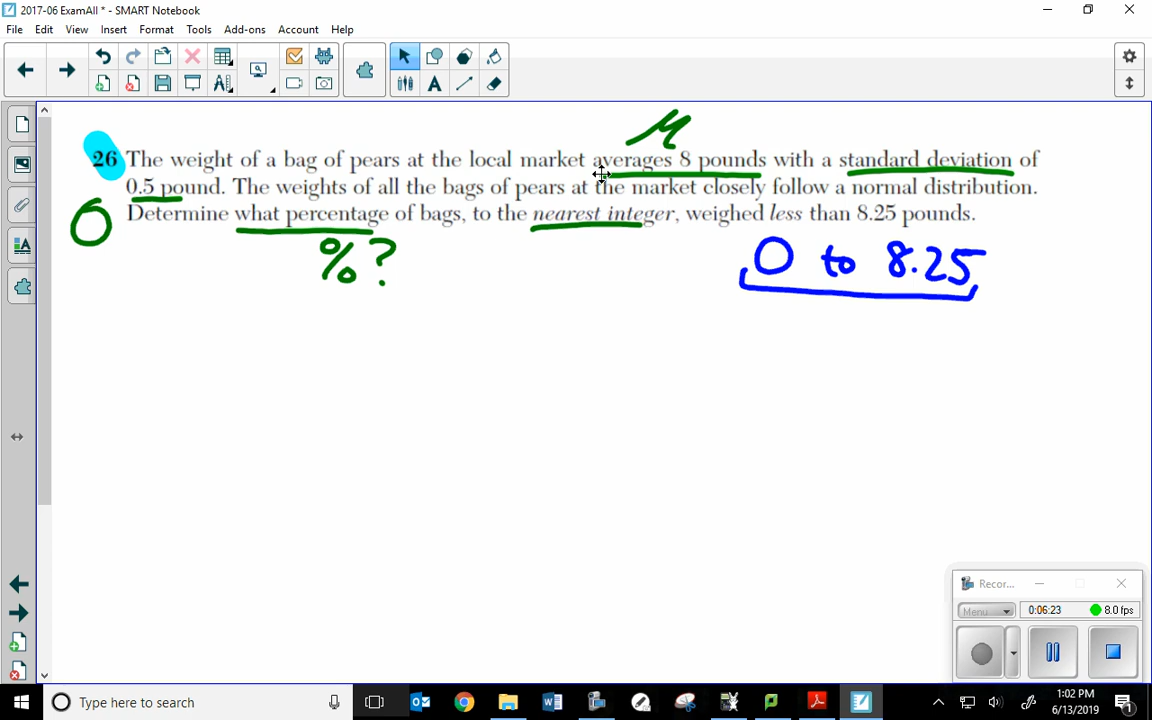 2017-06 ExamAll * - SMART Notebook
File Edit View Insert Format Tools Add-ons Account Help
μ
26 The weight of a bag of pears at the local market averages 8 pounds with a standard deviation of
0.5 pound. The weights of all the bags of pears at the market closely follow a normal distribution.
Determine what percentage of bags, to the nearest integer, weighed less than 8.25 pounds.
%?
0 to 8.25
Recor...
Menu 0:06:23 8.0 fps
Type here to search
1:02 PM
6/13/2019
1